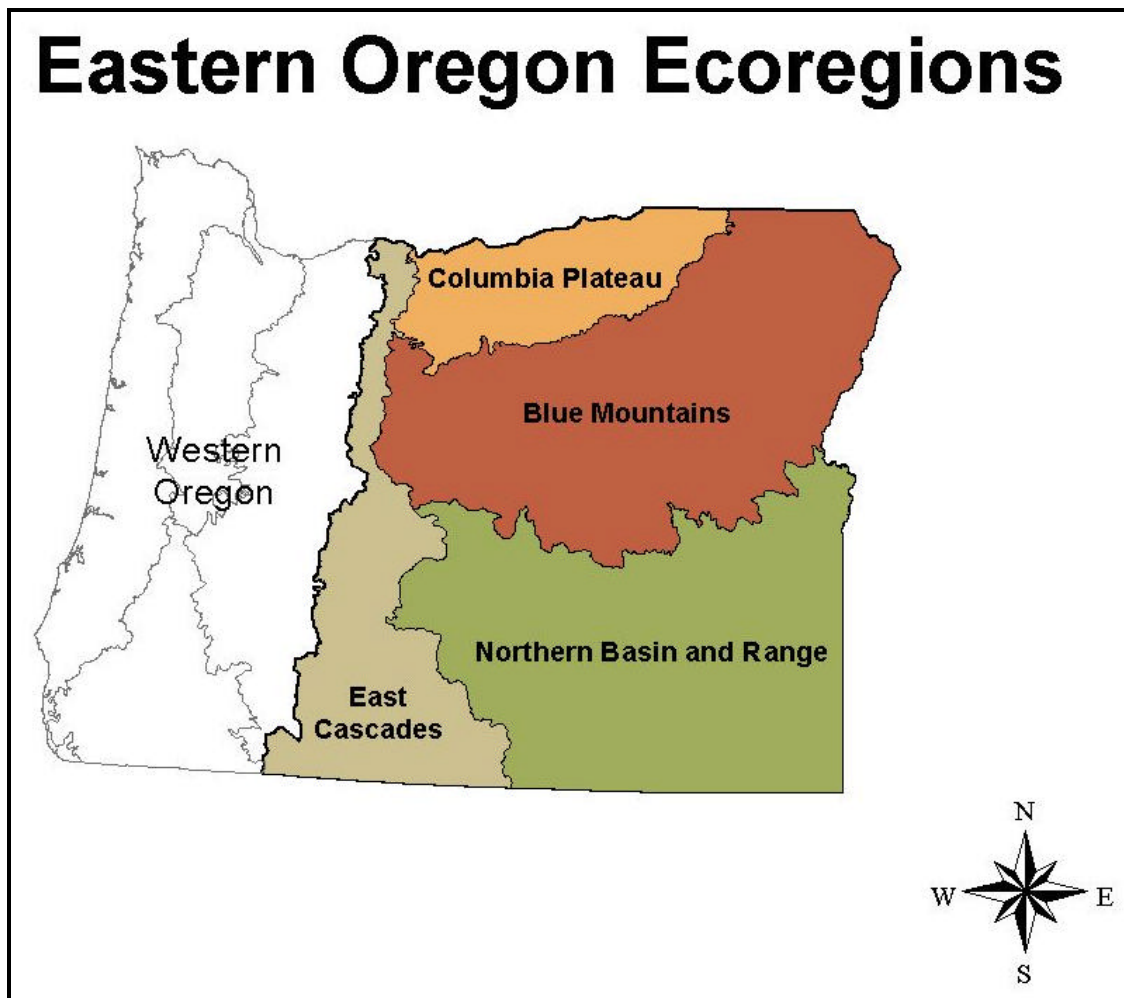 Eastern Oregon Ecoregions
Columbia Plateau
Blue Mountains
Western
Oregon
Northern Basin and Range
East
Cascades
N
W
E
S